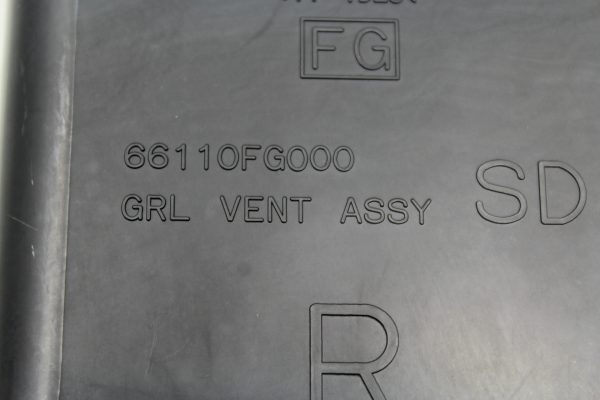 FG
66110FG000
GRL VENT ASSY
SD
R